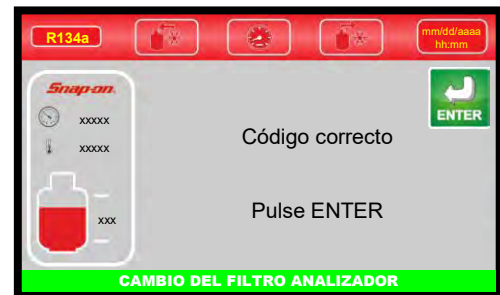 R134a
mm/dd/aaaa
hh:mm
Snap-on
xxxxx
xxxxx
xxx
ENTER
Código correcto
Pulse ENTER
CAMBIO DEL FILTRO ANALIZADOR